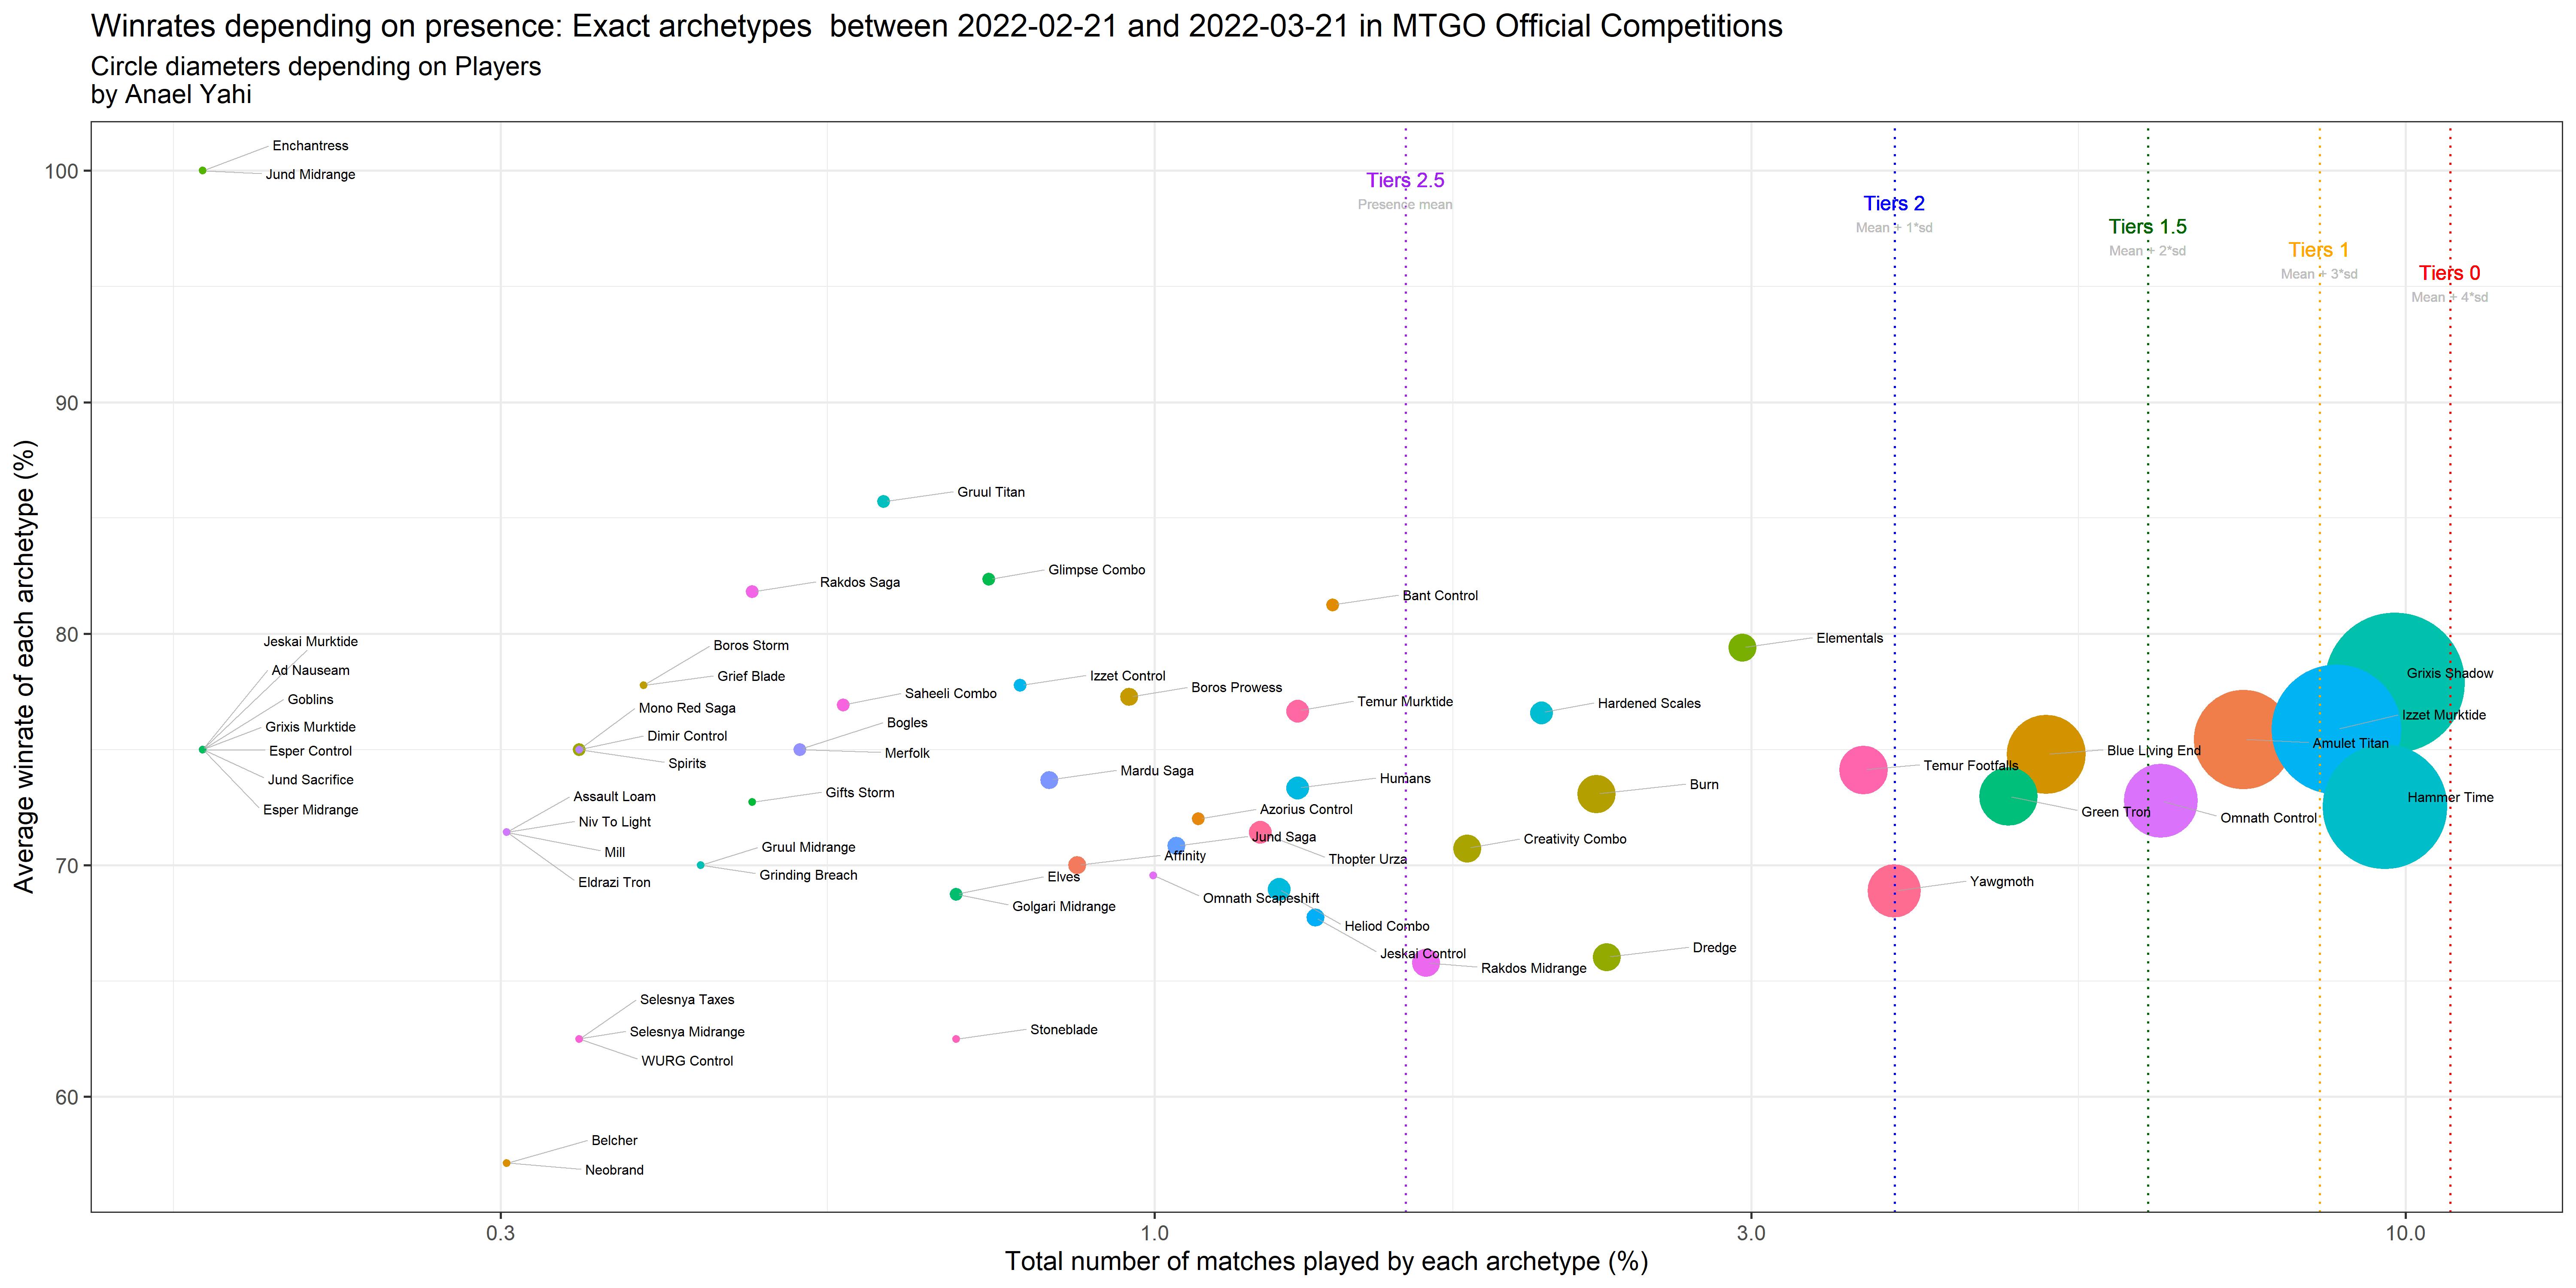 Winrates depending on presence: Exact archetypes  between 2022-02-21 and 2022-03-21 in MTGO Official Competitions
Circle diameters depending on Players
by Anael Yahi
Average winrate of each archetype (%)
100
90
80
70
60
Enchantress
Jund Midrange
Tiers 2.5
Presence mean
Tiers 2
Mean + 1*sd
Tiers 1.5
Mean + 2*sd
Tiers 1
Mean + 3*sd
Tiers 0
Mean + 4*sd
Gruul Titan
Glimpse Combo
Rakdos Saga
Bant Control
Elementals
Jeskai Murktide
Ad Nauseam
Goblins
Grixis Murktide
Esper Control
Jund Sacrifice
Esper Midrange
Boros Storm
Grief Blade
Mono Red Saga
Dimir Control
Spirits
Saheeli Combo
Bogles
Merfolk
Izzet Control
Boros Prowess
Temur Murktide
Hardened Scales
Grixis Shadow
Izzet Murktide
Amulet Titan
Blue Living End
Temur Footfalls
Hammer Time
Green Tron
Omnath Control
Mardu Saga
Humans
Burn
Gifts Storm
Assault Loam
Niv To Light
Mill
Eldrazi Tron
Azorius Control
Jund Saga
Thopter Urza
Affinity
Creativity Combo
Gruul Midrange
Grinding Breach
Elves
Golgari Midrange
Omnath Scapeshift
Heliod Combo
Jeskai Control
Rakdos Midrange
Yawgmoth
Dredge
Selesnya Taxes
Selesnya Midrange
WURG Control
Stoneblade
Belcher
Neobrand
0.3
1.0
3.0
10.0
Total number of matches played by each archetype (%)